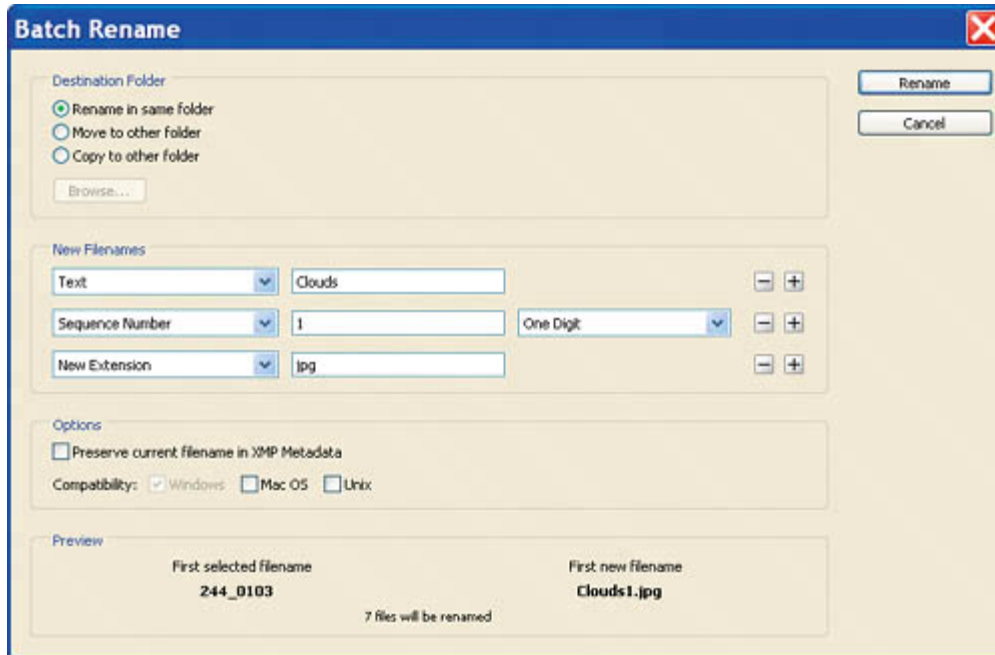 Batch Rename
Destination Folder
Rename in same folder
Move to other folder
Copy to other folder
Browse...
Rename
Cancel
New Filenames
Text Clouds
Sequence Number 1 One Digit
New Extension jpg
Options
Preserve current filename in XMP Metadata
Compatibility: Windows Mac OS Unix
Preview
First selected filename First new filename
244_0103 Clouds1.jpg
7 files will be renamed